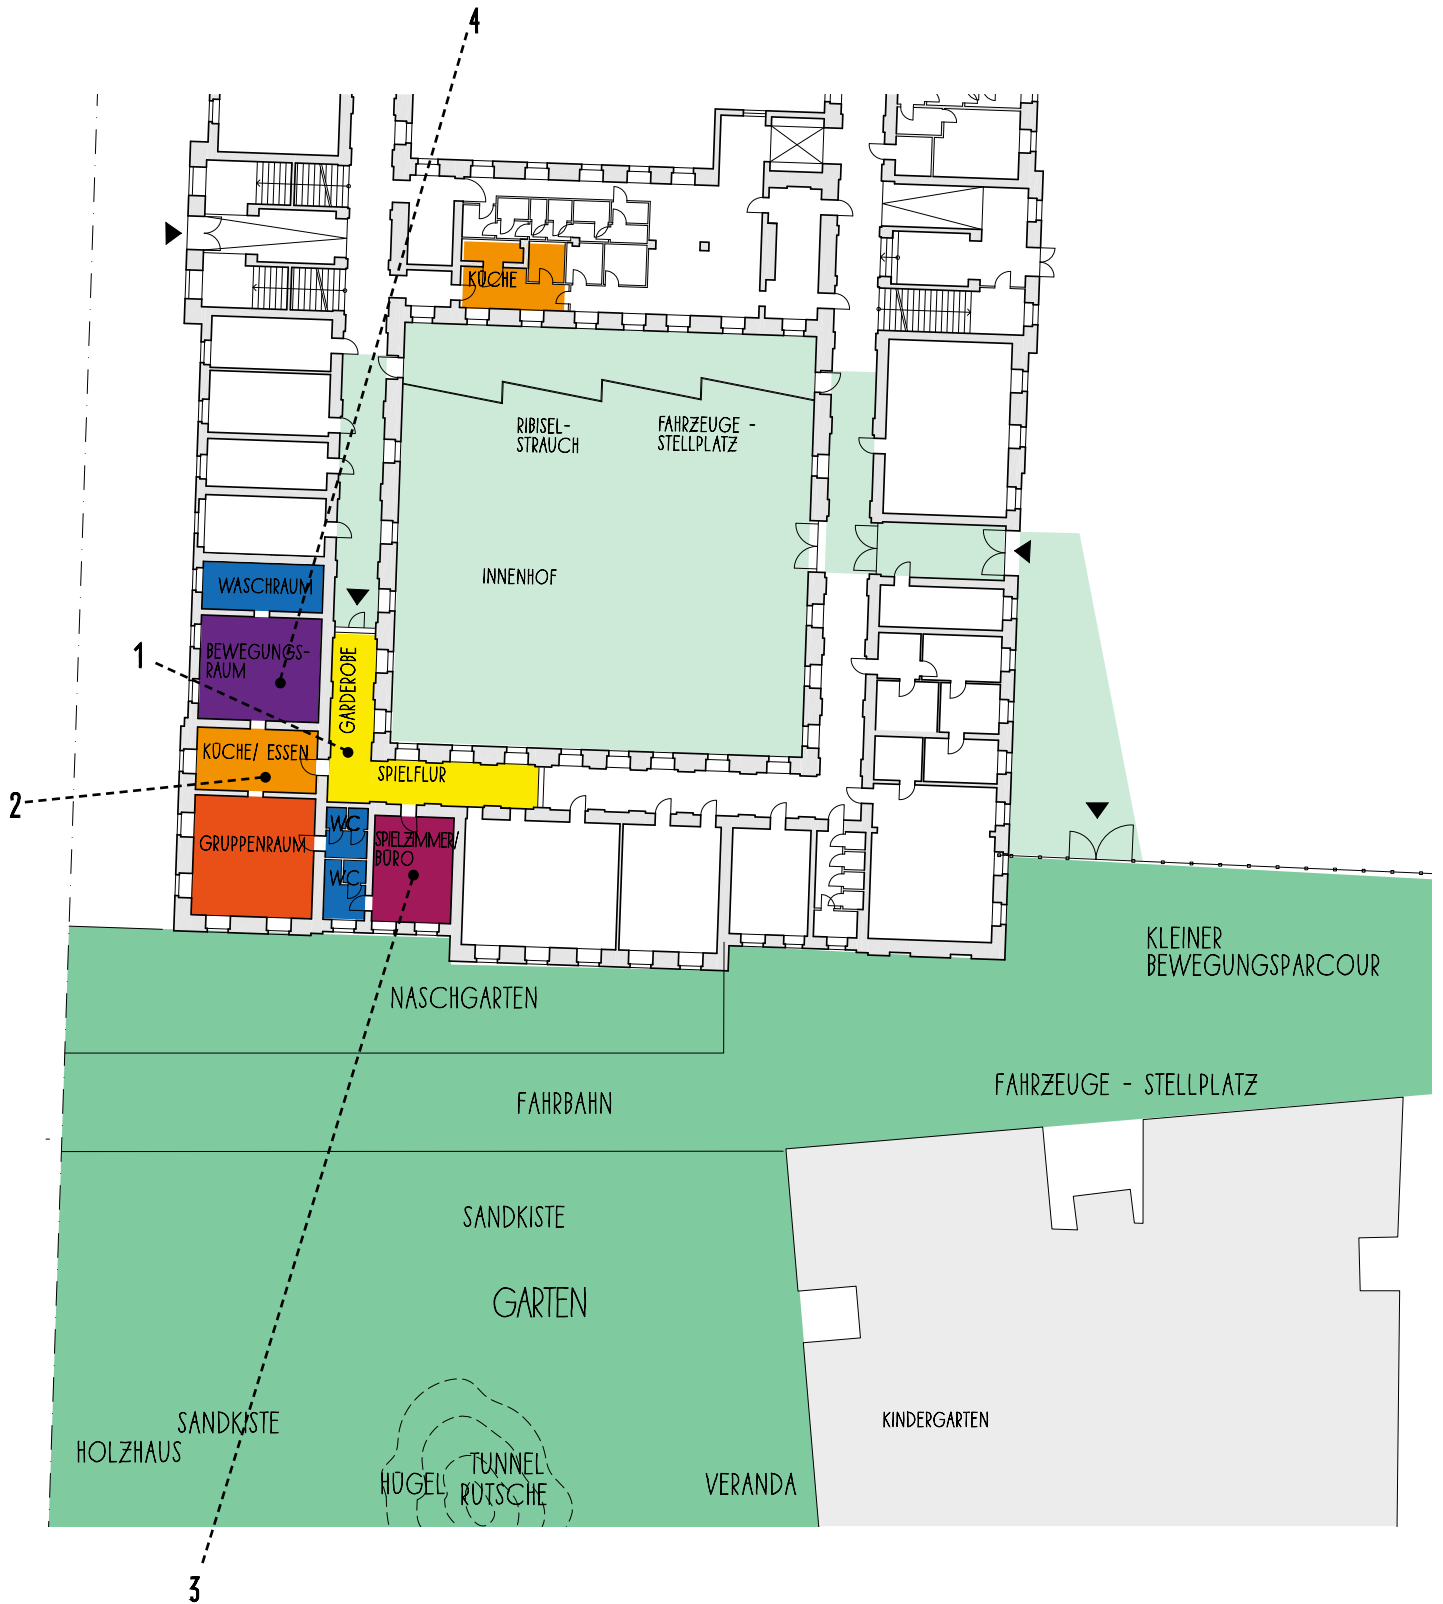 4
KÜCHE
RIBISEL-
STRAUCH
FAHRZEUGE -
STELLPLATZ
INNENHOF
WASCHRAUM
1
BEWEGUNGS-
RAUM
GARDEROBE
KÜCHE/ ESSEN
SPIELFLUR
2
GRUPPENRAUM
WC
SPIELZIMMER/
BÜRO
WC
KLEINER
BEWEGUNGSPARCOUR
NASCHGARTEN
FAHRZEUGE - STELLPLATZ
FAHRBAHN
SANDKISTE
GARTEN
SANDKISTE
HOLZHAUS
KINDERGARTEN
HÜGEL
TUNNEL
RUTSCHE
VERANDA
3